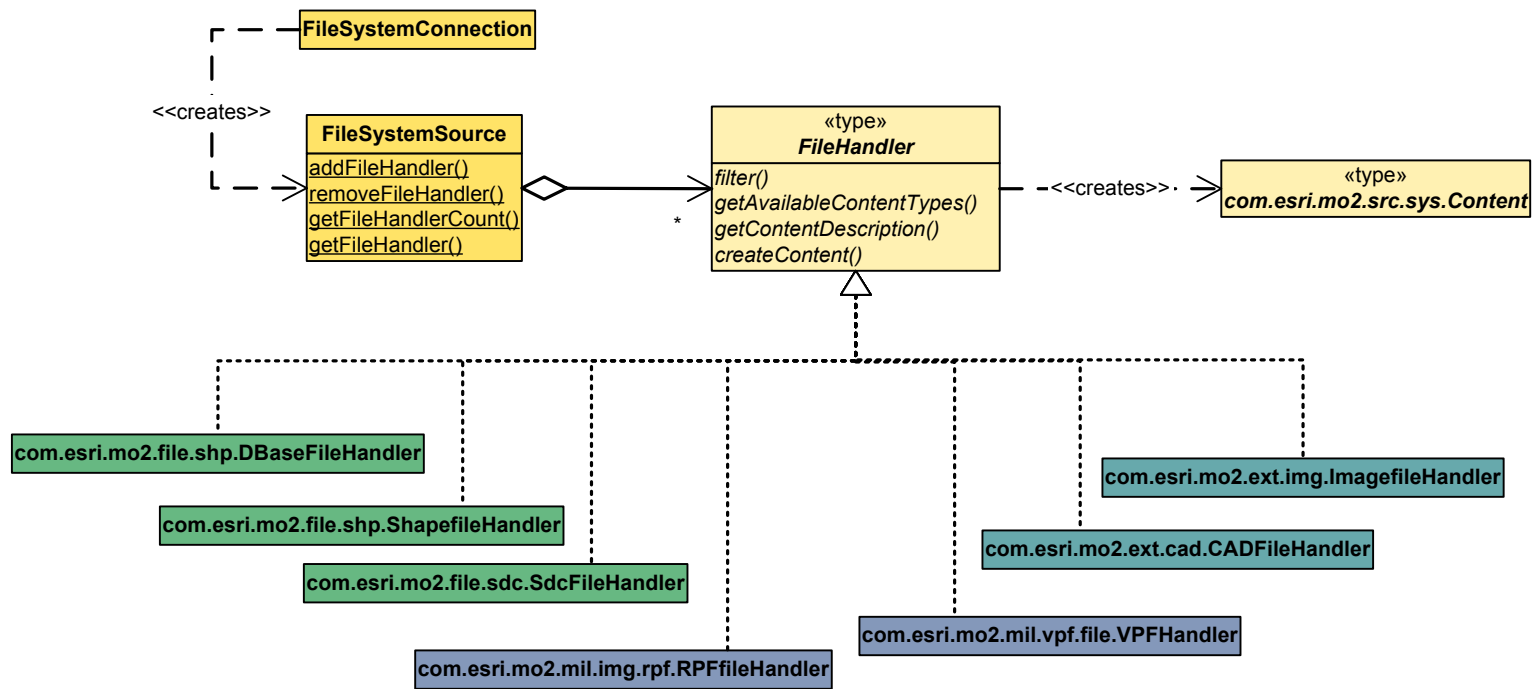 FileSystemConnection
<<creates>>
FileSystemSource
addFileHandler()
removeFileHandler()
getFileHandlerCount()
getFileHandler()
*
«type»
FileHandler
filter()
getAvailableContentTypes()
getContentDescription()
createContent()
<<creates>>
«type»
com.esri.mo2.src.sys.Content
com.esri.mo2.file.shp.DBaseFileHandler
com.esri.mo2.ext.img.ImagefileHandler
com.esri.mo2.file.shp.ShapefileHandler
com.esri.mo2.ext.cad.CADFileHandler
com.esri.mo2.file.sdc.SdcFileHandler
com.esri.mo2.mil.vpf.file.VPFHandler
com.esri.mo2.mil.img.rpf.RPFfileHandler